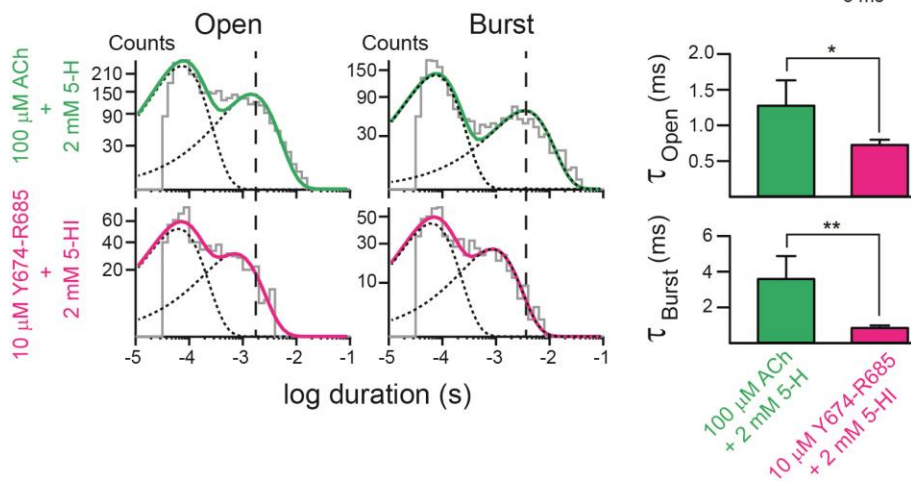 Open
Burst
Counts
Counts
100 µM ACh
+
2 mM 5-H
210
150
90
30
150
90
30
10 µM Y674-R685
+
2 mM 5-HI
60
40
20
50
30
10
-5 -4 -3 -2 -1
-5 -4 -3 -2 -1
log duration (s)
τ Open (ms)
2.0
1.5
1.0
0.5
*
τ Burst (ms)
6
4
2
**
100 µM ACh
+ 2 mM 5-H
10 µM Y674-R685
+ 2 mM 5-HI